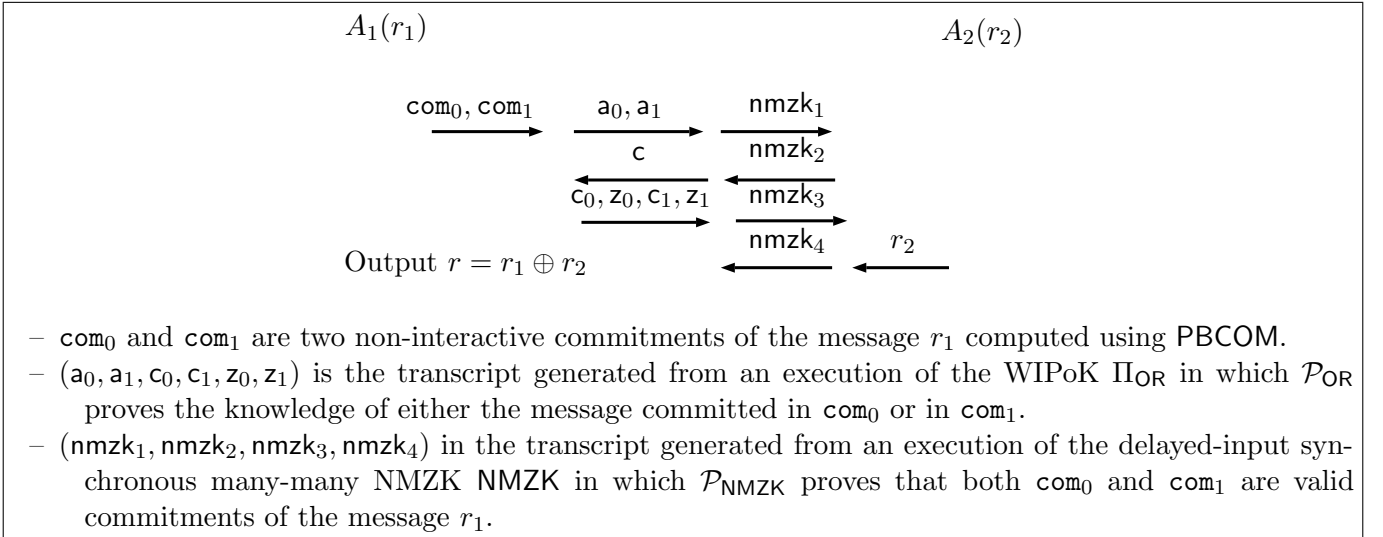 A₁(r₁) A₂(r₂)
com₀, com₁ a₀, a₁ nmzk₁
c nmzk₂
c₀, z₀, c₁, z₁ nmzk₃
Output r = r₁ ⊕ r₂ nmzk₄ r₂
– com₀ and com₁ are two non-interactive commitments of the message r₁ computed using PBCOM.
– (a₀, a₁, c₀, c₁, z₀, z₁) is the transcript generated from an execution of the WIPoK Π_OR in which 𝒫_OR
proves the knowledge of either the message committed in com₀ or in com₁.
– (nmzk₁, nmzk₂, nmzk₃, nmzk₄) in the transcript generated from an execution of the delayed-input syn-
chronous many-many NMZK NMZK in which 𝒫_NMZK proves that both com₀ and com₁ are valid
commitments of the message r₁.